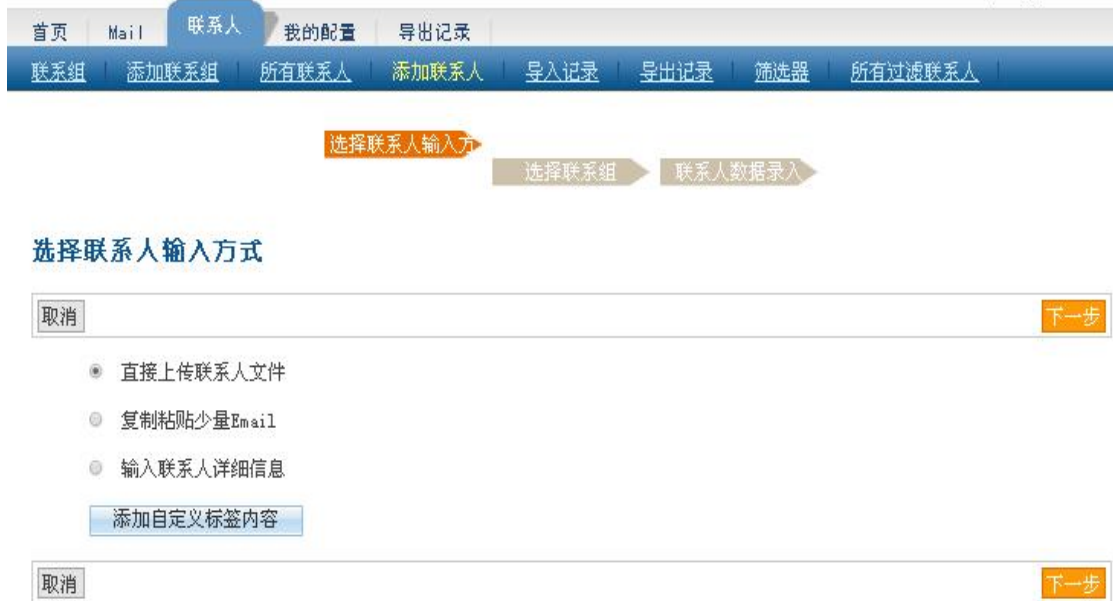 首页 Mail 联系人 我的配置 导出记录
联系组 添加联系组 所有联系人 添加联系人 导入记录 导出记录 筛选器 所有过滤联系人
选择联系人输入方
选择联系组 联系人数据录入
选择联系人输入方式
取消 下一步
直接上传联系人文件
复制粘贴少量Email
输入联系人详细信息
添加自定义标签内容
取消 下一步